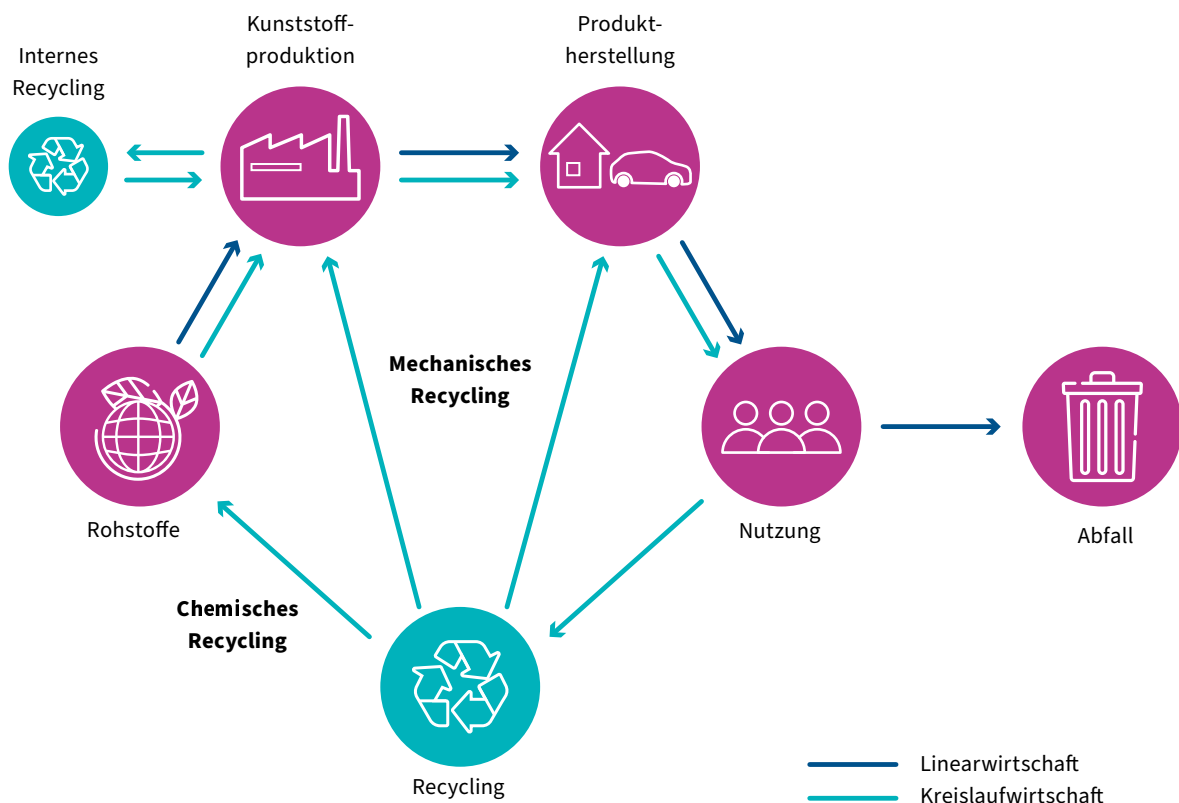 Kunststoff-
produktion
Produkt-
herstellung
Internes
Recycling
Mechanisches
Recycling
Rohstoffe
Nutzung
Abfall
Chemisches
Recycling
Recycling
Linearwirtschaft
Kreislaufwirtschaft